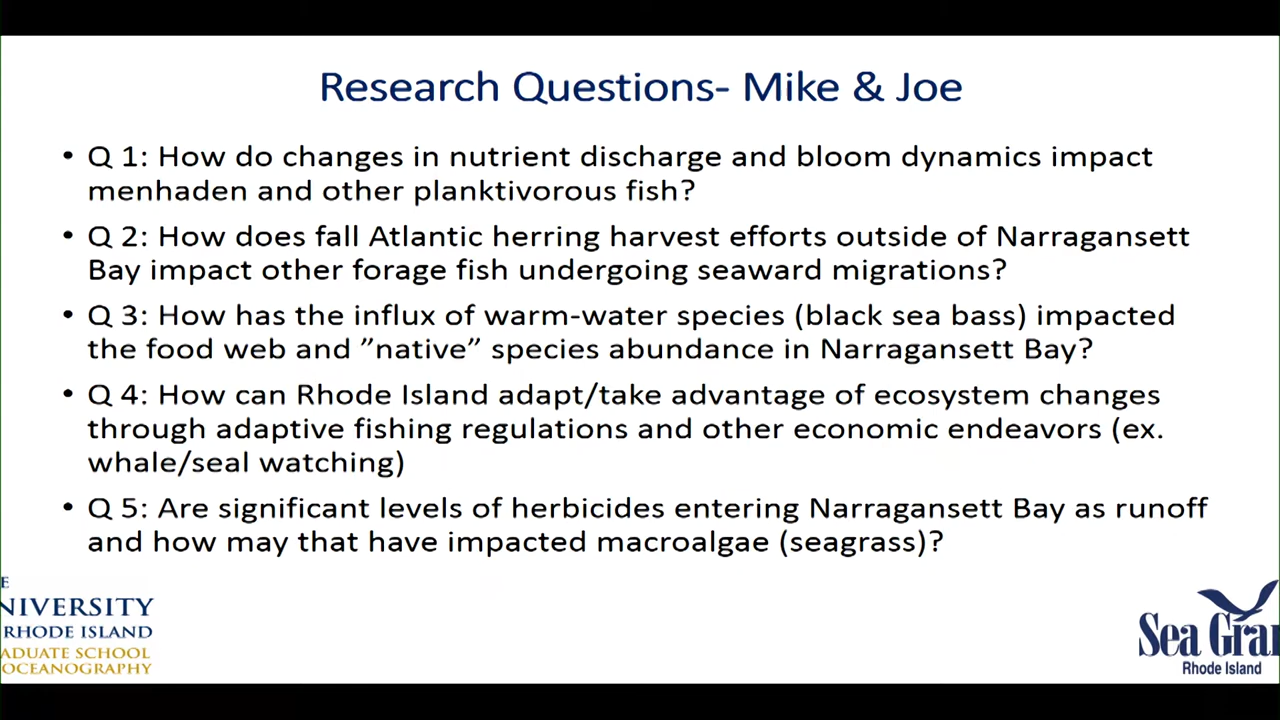 Research Questions- Mike & Joe
• Q 1: How do changes in nutrient discharge and bloom dynamics impact
menhaden and other planktivorous fish?
• Q 2: How does fall Atlantic herring harvest efforts outside of Narragansett
Bay impact other forage fish undergoing seaward migrations?
• Q 3: How has the influx of warm-water species (black sea bass) impacted
the food web and ”native” species abundance in Narragansett Bay?
• Q 4: How can Rhode Island adapt/take advantage of ecosystem changes
through adaptive fishing regulations and other economic endeavors (ex.
whale/seal watching)
• Q 5: Are significant levels of herbicides entering Narragansett Bay as runoff
and how may that have impacted macroalgae (seagrass)?
E
NIVERSITY
RHODE ISLAND
ADUATE SCHOOL
OCEANOGRAPHY
Sea Gran
Rhode Island